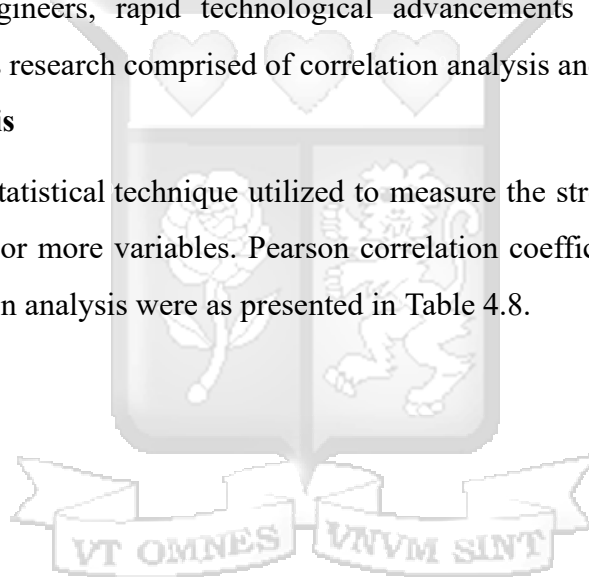 gineers, rapid technological advancements
research comprised of correlation analysis an
is
tatistical technique utilized to measure the str
or more variables. Pearson correlation coeffic
n analysis were as presented in Table 4.8.
VT OMNES VNVM SINT